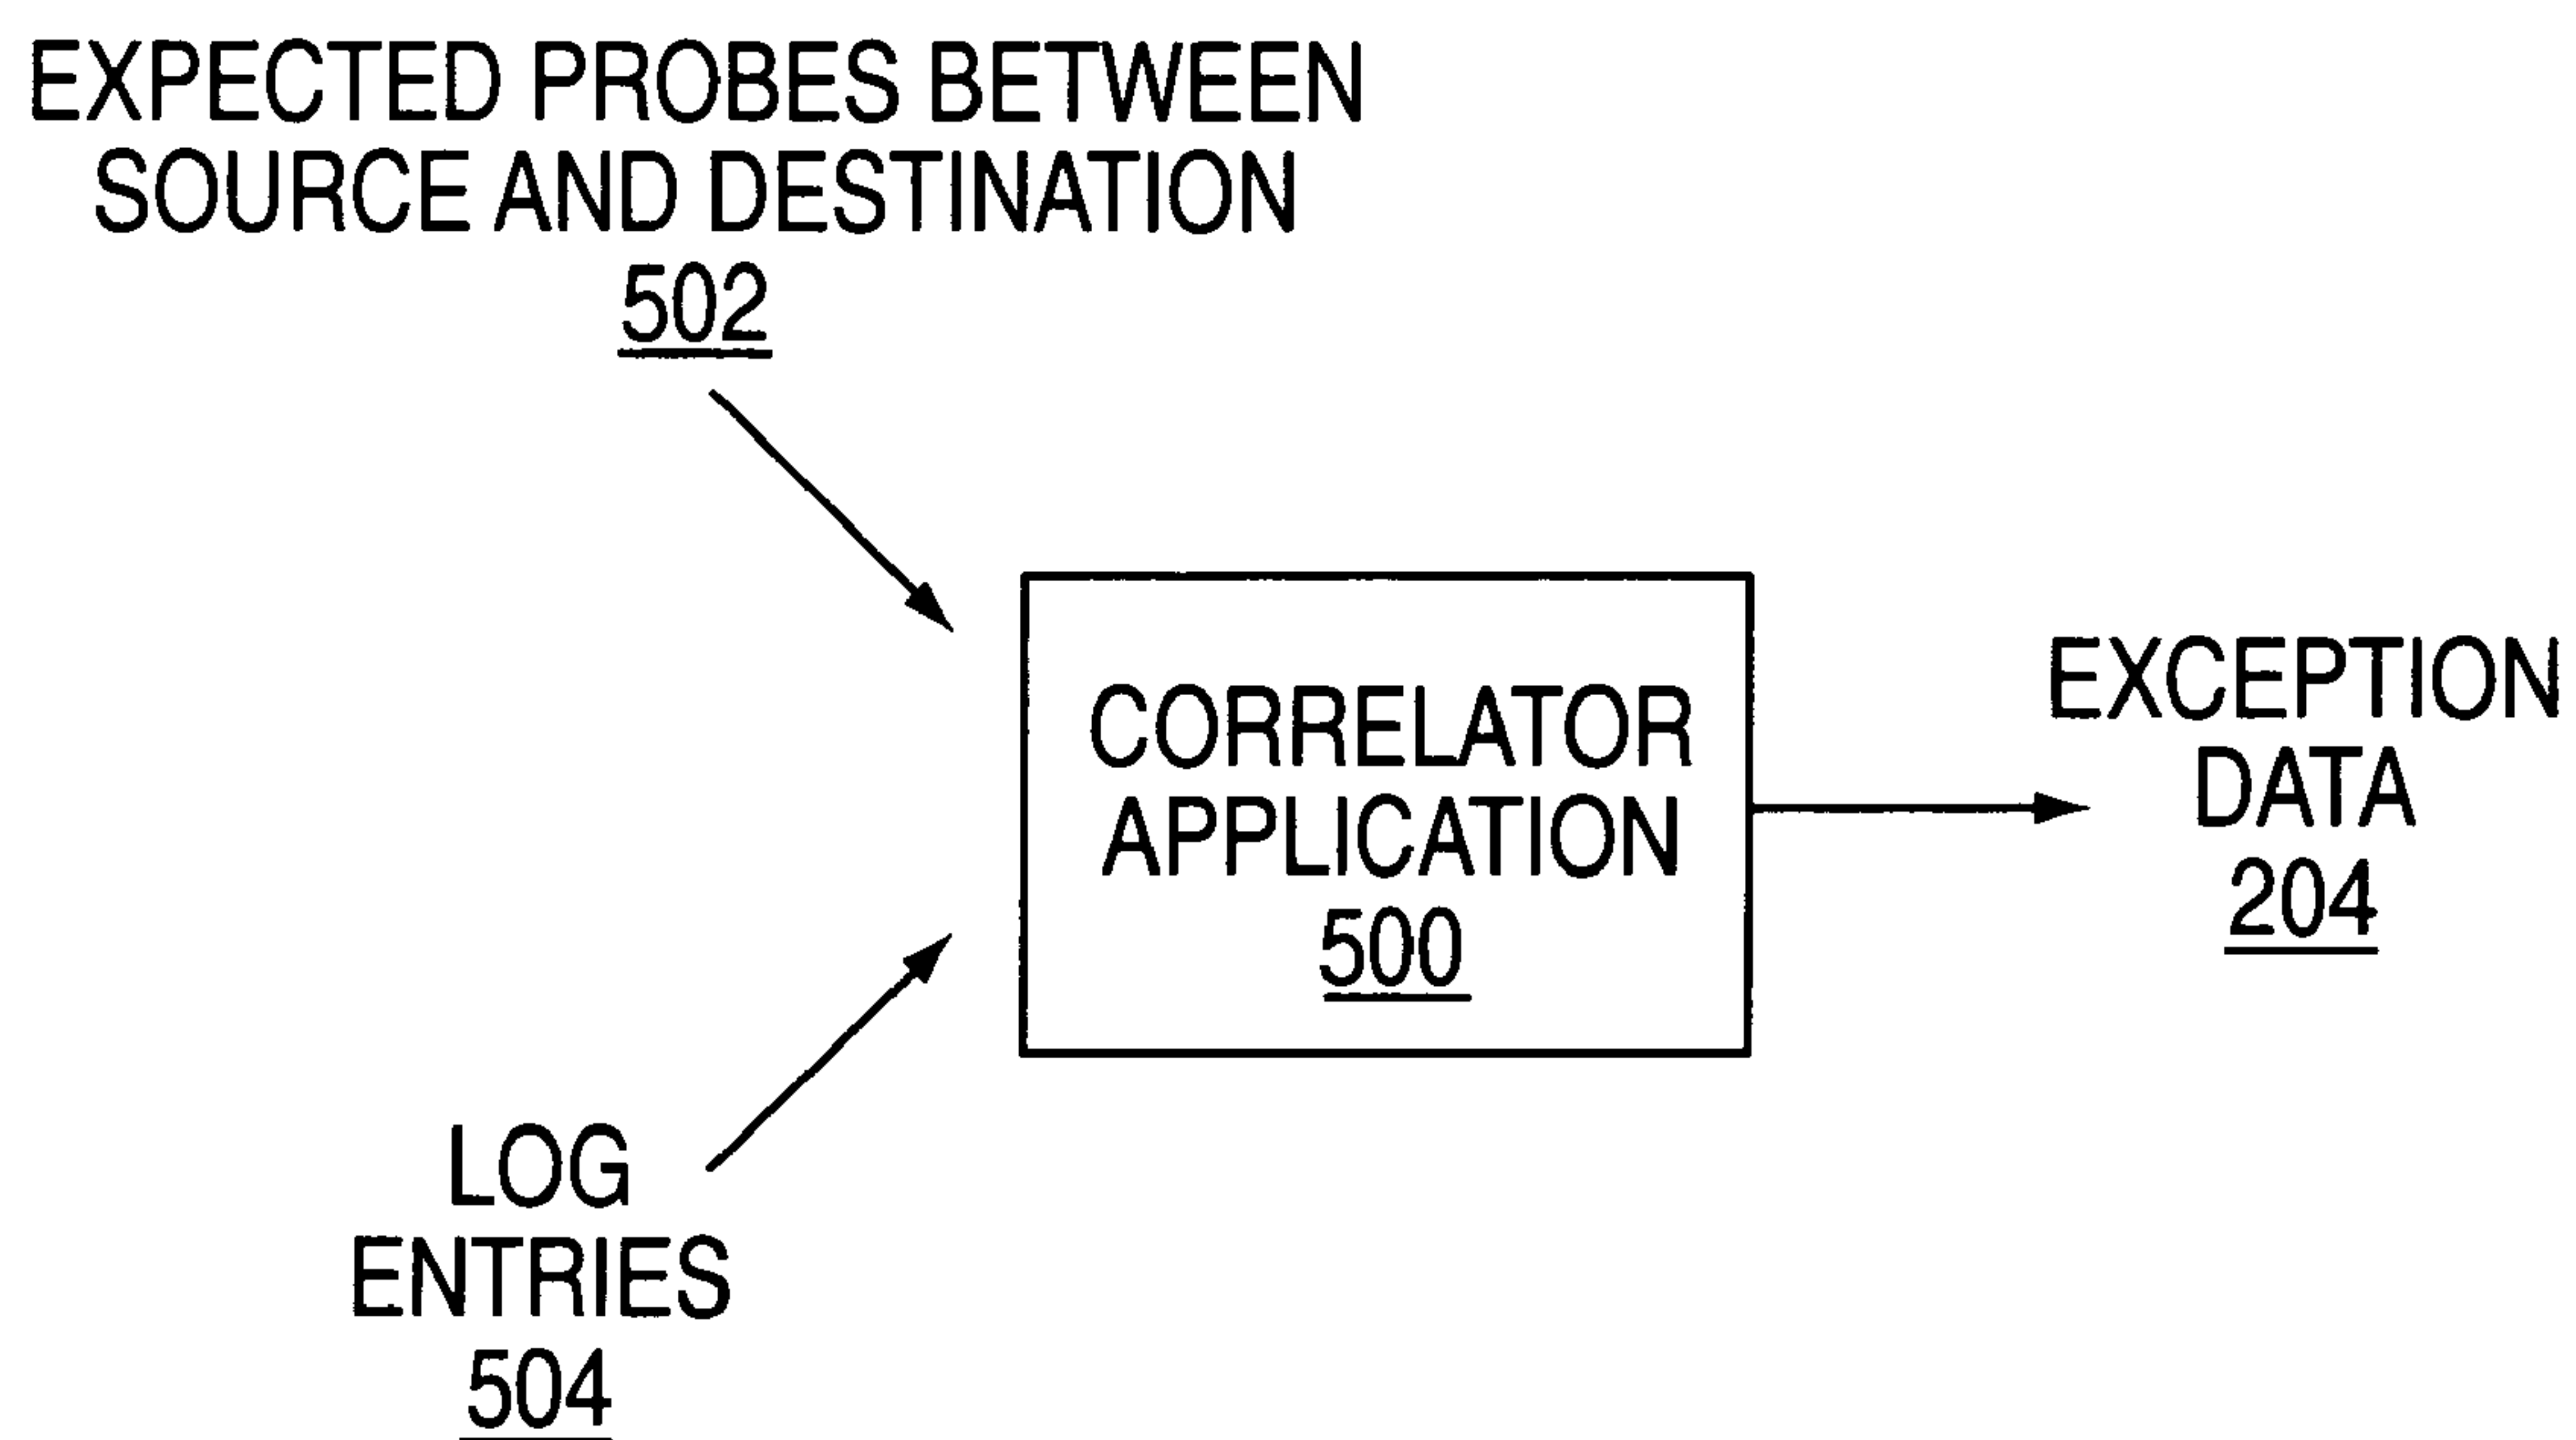 EXPECTED PROBES BETWEEN
SOURCE AND DESTINATION
502
CORRELATOR
APPLICATION
500
EXCEPTION
DATA
204
LOG
ENTRIES
504